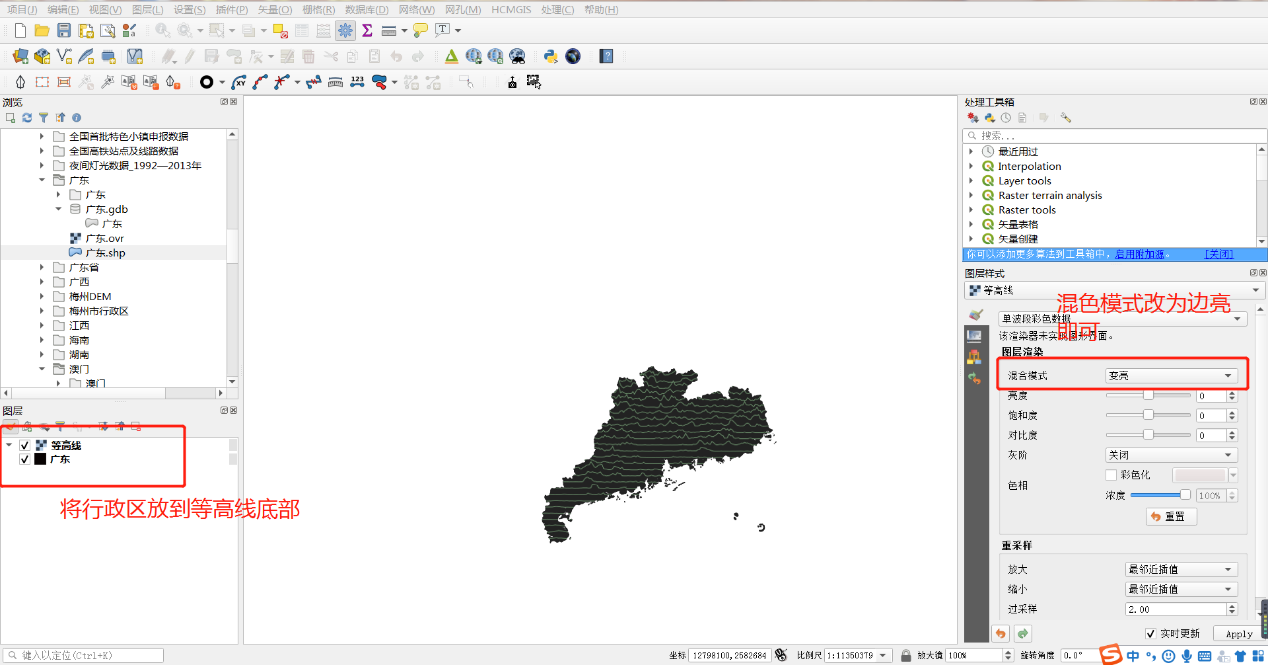 项目(J) 编辑(E) 视图(V) 图层(L) 设置(S) 插件(P) 矢量(O) 栅格(R) 数据库(D) 网络(W) 网孔(M) HCMGIS 处理(C) 帮助(H)
浏览
全国首批特色小镇申报数据
全国高铁站点及线路数据
夜间灯光数据_1992—2013年
广东
广东
广东.gdb
广东
广东.ovr
广东.shp
广东省
广西
梅州DEM
梅州市行政区
江西
海南
湖南
澳门
澳门
图层
等高线
广东
将行政区放到等高线底部
处理工具箱
搜索...
最近用过
Interpolation
Layer tools
Raster terrain analysis
Raster tools
矢量表格
矢量创建
你可以添加更多算法到工具箱中，启用附加源。 [关闭]
图层样式
等高线
混色模式改为边亮
即可
单波段彩色数据
该渲染器未实现图形界面。
图层渲染
混合模式 变亮
亮度 0
饱和度 0
对比度 0
灰阶 关闭
色相 彩色化
浓度 100%
重置
重采样
放大 最邻近插值
缩小 最邻近插值
过采样 2.00
实时更新 Apply
键入以定位(Ctrl+K)
坐标 12798100,2582684 比例尺 1:11350379 放大镜 100% 旋转角度 0.0°
中